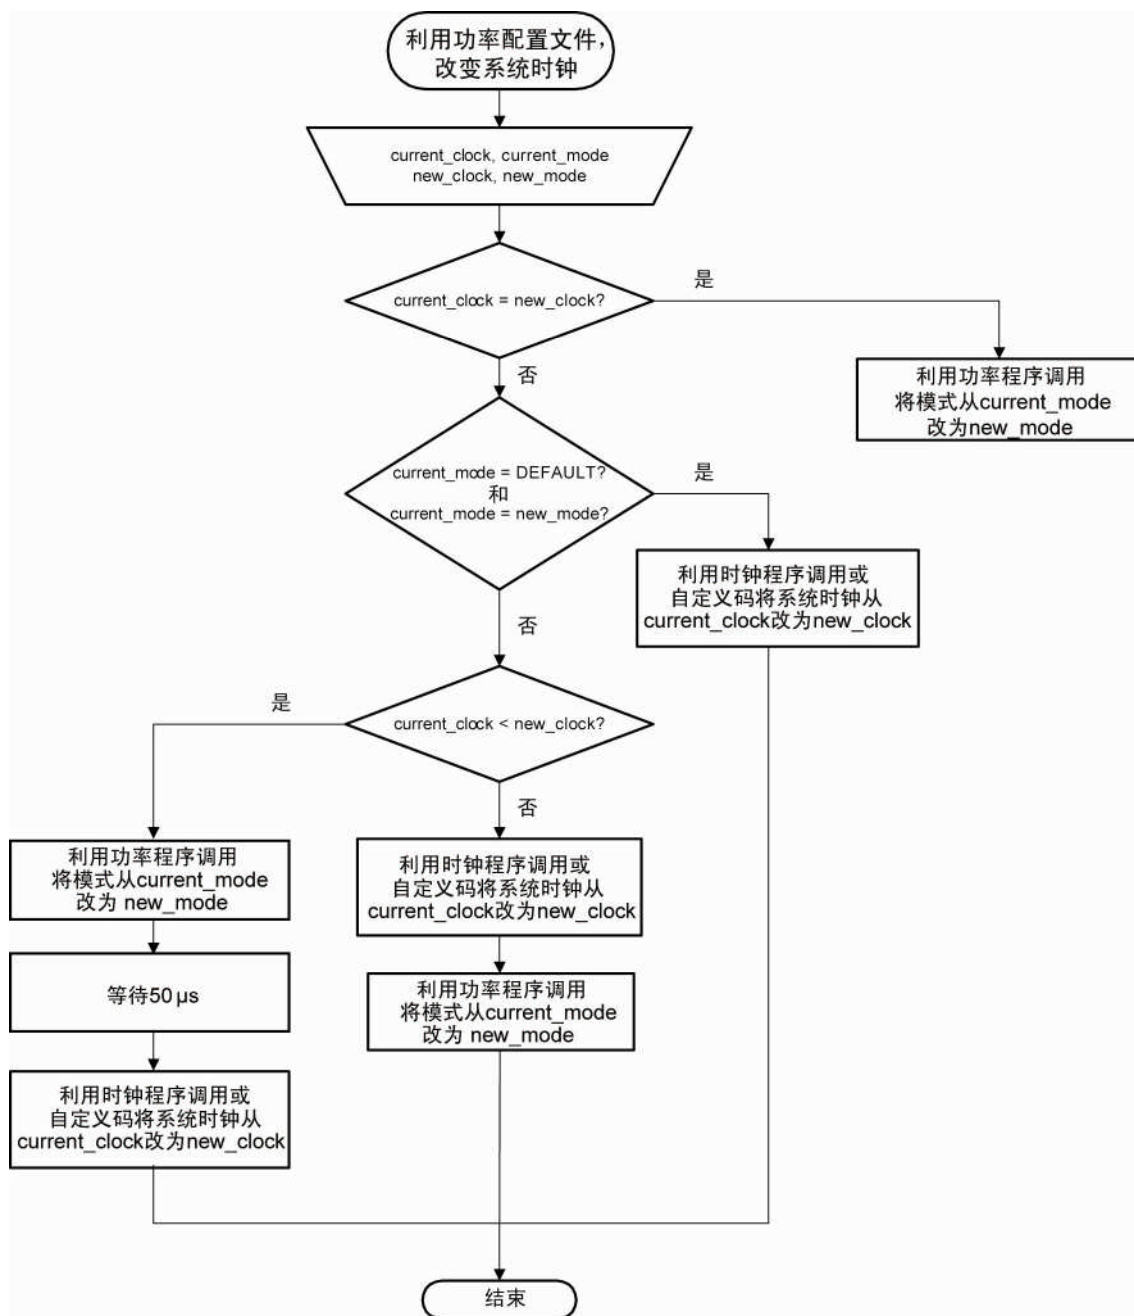 利用功率配置文件，
改变系统时钟
current_clock, current_mode
new_clock, new_mode
current_clock = new_clock?
是
否
利用功率程序调用
将模式从current_mode
改为new_mode
current_mode = DEFAULT?
和
current_mode = new_mode?
是
否
利用时钟程序调用或
自定义码将系统时钟从
current_clock改为new_clock
current_clock < new_clock?
是
否
利用功率程序调用
将模式从current_mode
改为 new_mode
等待50μs
利用时钟程序调用或
自定义码将系统时钟从
current_clock改为new_clock
利用时钟程序调用或
自定义码将系统时钟从
current_clock改为new_clock
利用功率程序调用
将模式从current_mode
改为 new_mode
结束